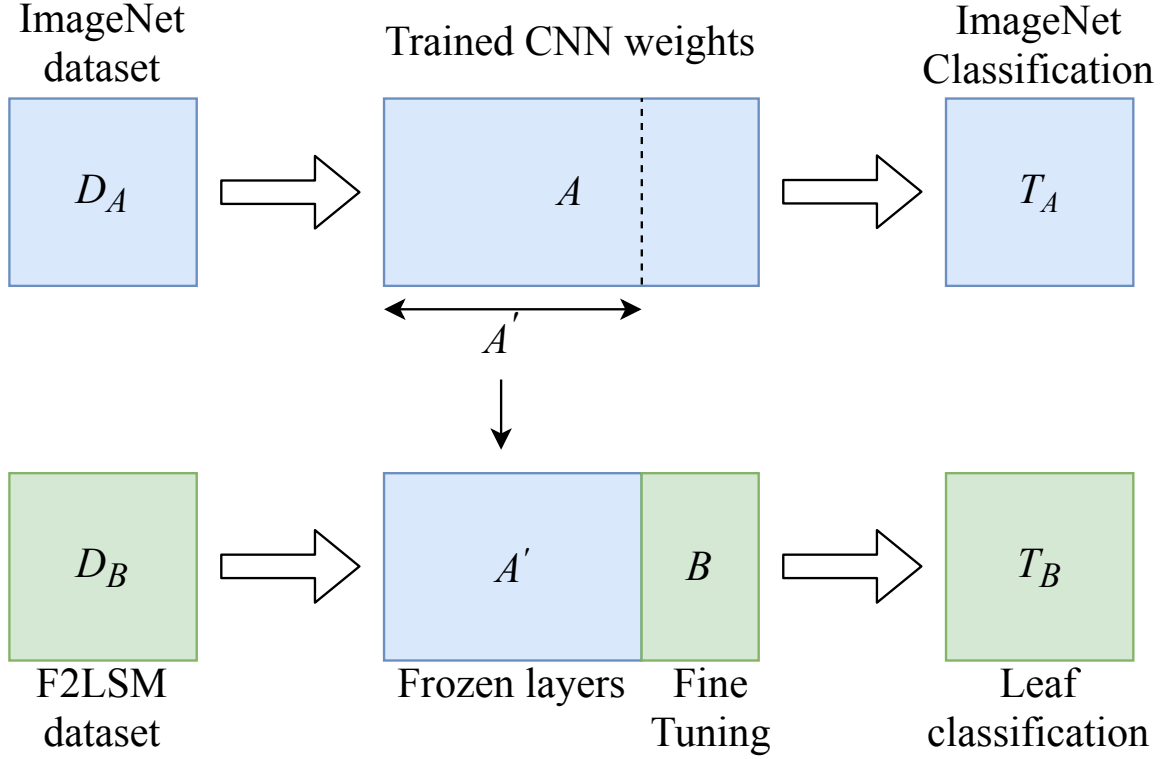 ImageNet
dataset
Trained CNN weights
ImageNet
Classification
D_A
A
T_A
A'
D_B
A'
B
T_B
F2LSM
dataset
Frozen layers
Fine
Tuning
Leaf
classification